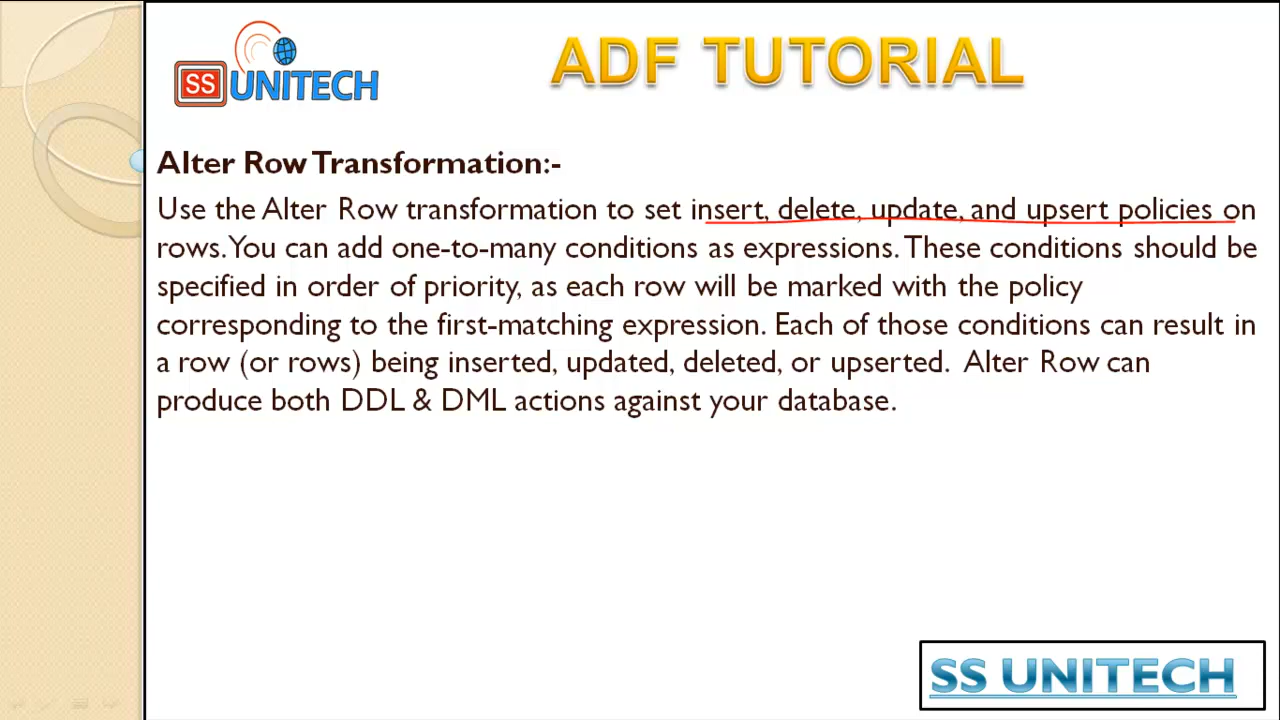 SS UNITECH
ADF TUTORIAL
Alter Row Transformation:-
Use the Alter Row transformation to set insert, delete, update, and upsert policies on
rows. You can add one-to-many conditions as expressions. These conditions should be
specified in order of priority, as each row will be marked with the policy
corresponding to the first-matching expression. Each of those conditions can result in
a row (or rows) being inserted, updated, deleted, or upserted. Alter Row can
produce both DDL & DML actions against your database.
SS UNITECH